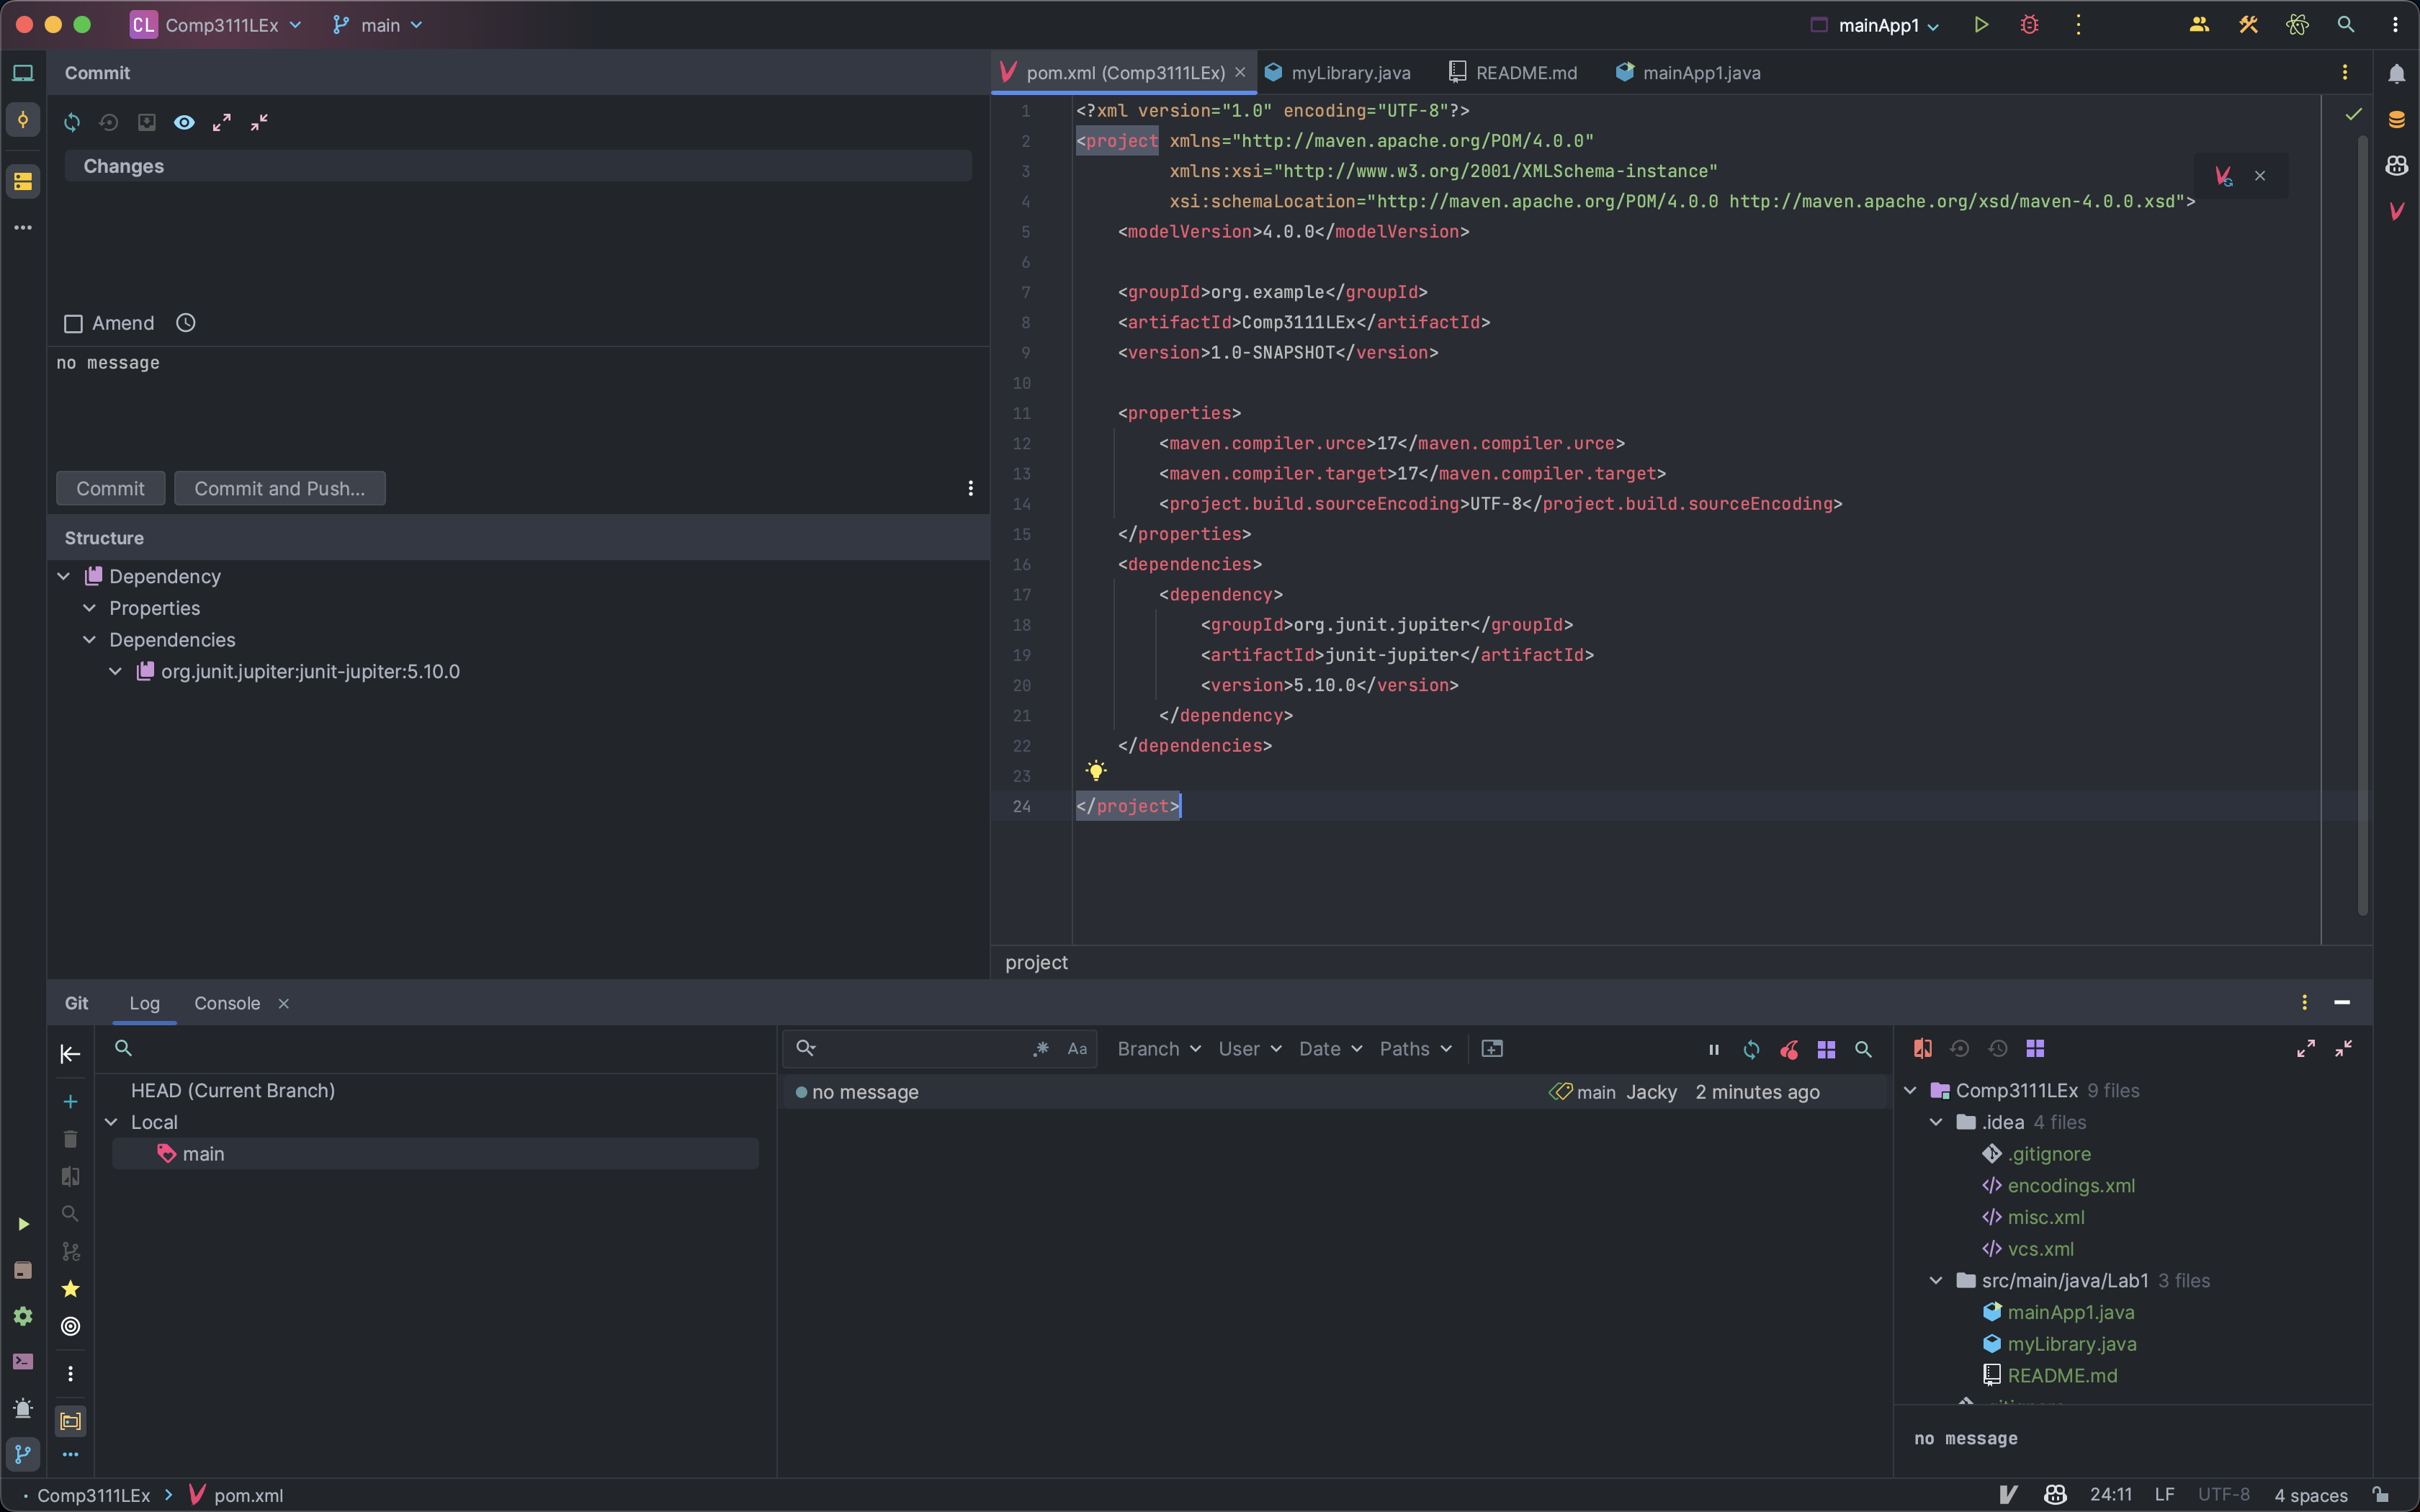 CL Comp3111LEx main mainApp1
Commit
Changes
Amend
no message
Commit Commit and Push...
Structure
Dependency
Properties
Dependencies
org.junit.jupiter:junit-jupiter:5.10.0
pom.xml (Comp3111LEx) myLibrary.java README.md mainApp1.java
1 <?xml version="1.0" encoding="UTF-8"?>
2 <project xmlns="http://maven.apache.org/POM/4.0.0"
3 xmlns:xsi="http://www.w3.org/2001/XMLSchema-instance"
4 xsi:schemaLocation="http://maven.apache.org/POM/4.0.0 http://maven.apache.org/xsd/maven-4.0.0.xsd">
5 <modelVersion>4.0.0</modelVersion>
6
7 <groupId>org.example</groupId>
8 <artifactId>Comp3111LEx</artifactId>
9 <version>1.0-SNAPSHOT</version>
10
11 <properties>
12 <maven.compiler.urce>17</maven.compiler.urce>
13 <maven.compiler.target>17</maven.compiler.target>
14 <project.build.sourceEncoding>UTF-8</project.build.sourceEncoding>
15 </properties>
16 <dependencies>
17 <dependency>
18 <groupId>org.junit.jupiter</groupId>
19 <artifactId>junit-jupiter</artifactId>
20 <version>5.10.0</version>
21 </dependency>
22 </dependencies>
23
24 </project>
project
Git Log Console
HEAD (Current Branch)
Local
main
.* Aa Branch User Date Paths
no message main Jacky 2 minutes ago
Comp3111LEx 9 files
.idea 4 files
.gitignore
encodings.xml
misc.xml
vcs.xml
src/main/java/Lab1 3 files
mainApp1.java
myLibrary.java
README.md
no message
Comp3111LEx pom.xml 24:11 LF UTF-8 4 spaces